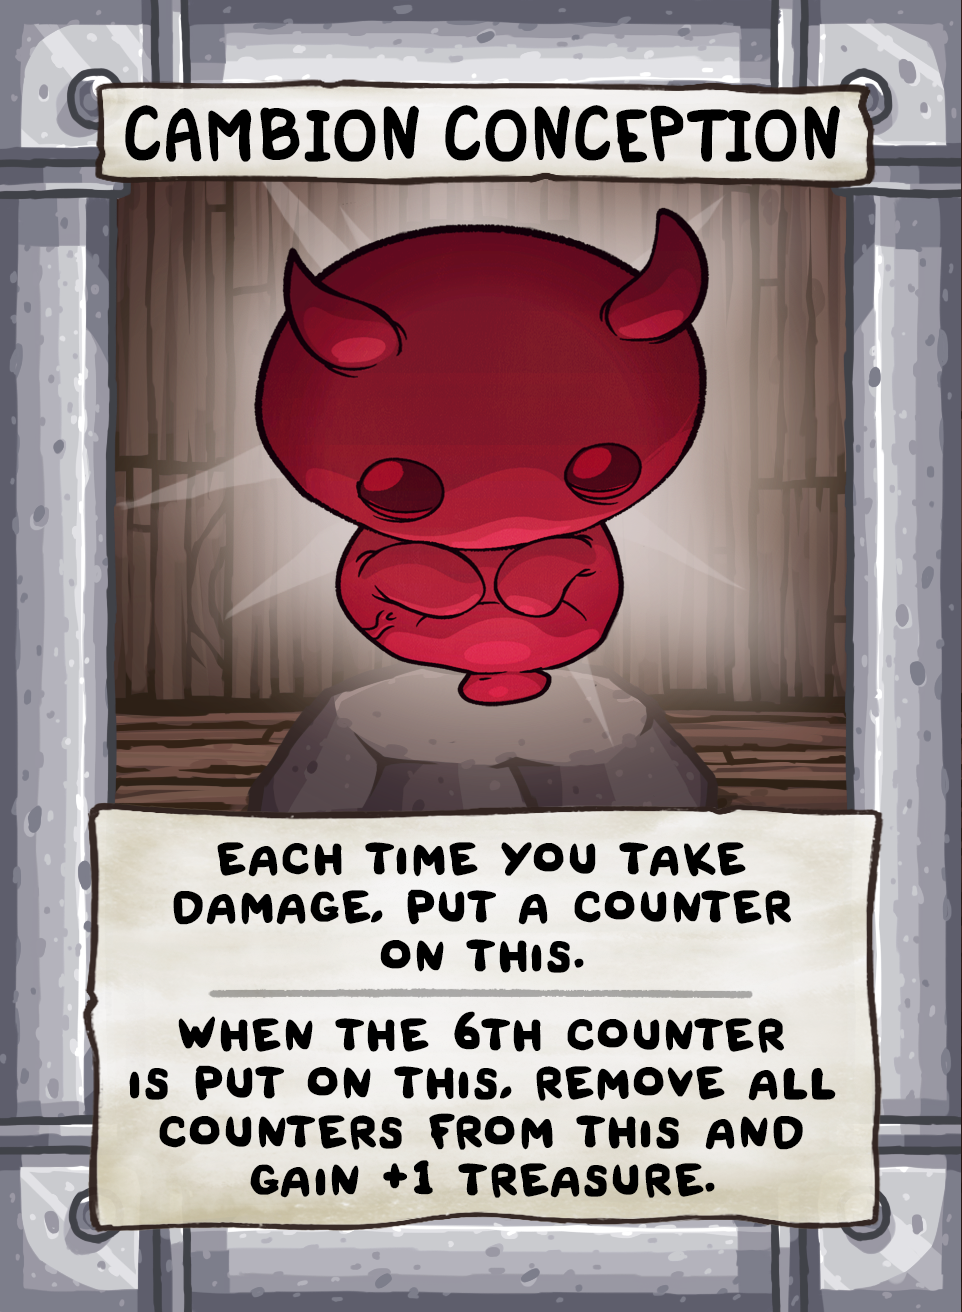 CAMBION CONCEPTION
EACH TIME YOU TAKE
DAMAGE, PUT A COUNTER
ON THIS.
WHEN THE 6TH COUNTER
IS PUT ON THIS, REMOVE ALL
COUNTERS FROM THIS AND
GAIN +1 TREASURE.